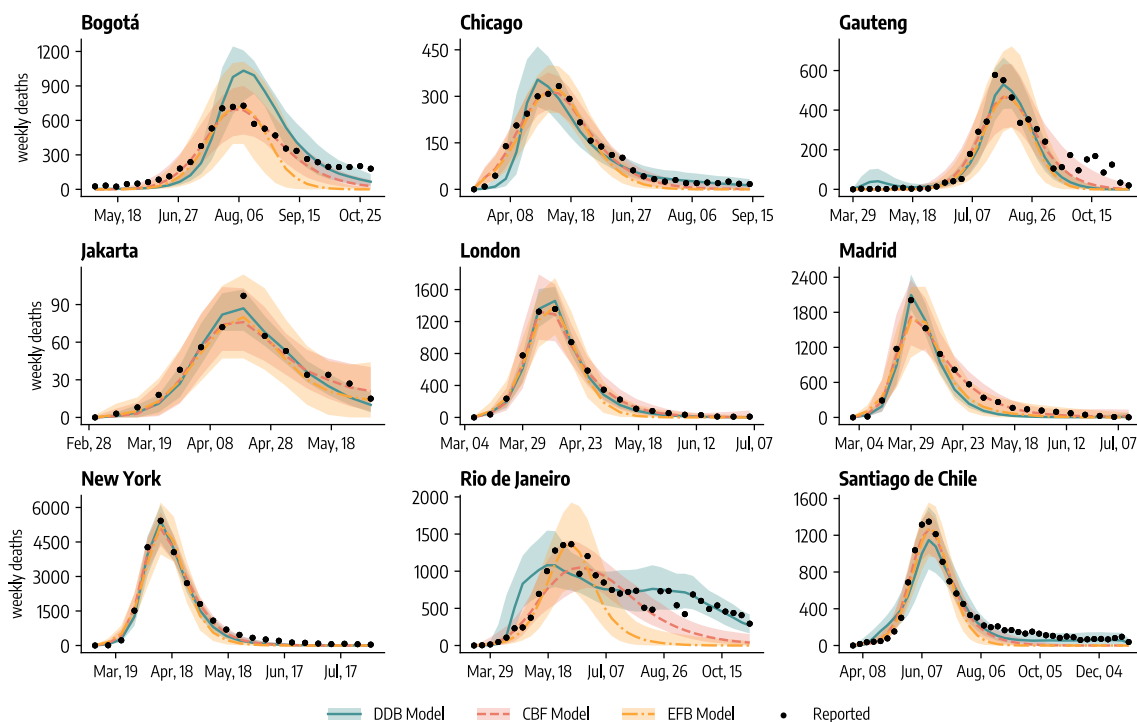 Bogotá
Chicago
Gauteng
weekly deaths
1200
900
600
300
0
May, 18 Jun, 27 Aug, 06 Sep, 15 Oct, 25
450
300
150
0
Apr, 08 May, 18 Jun, 27 Aug, 06 Sep, 15
600
400
200
0
Mar, 29 May, 18 Jul, 07 Aug, 26 Oct, 15
Jakarta
London
Madrid
weekly deaths
90
60
30
0
Feb, 28 Mar, 19 Apr, 08 Apr, 28 May, 18
1600
1200
800
400
0
Mar, 04 Mar, 29 Apr, 23 May, 18 Jun, 12 Jul, 07
2400
1800
1200
600
0
Mar, 04 Mar, 29 Apr, 23 May, 18 Jun, 12 Jul, 07
New York
Rio de Janeiro
Santiago de Chile
weekly deaths
6000
4500
3000
1500
0
Mar, 19 Apr, 18 May, 18 Jun, 17 Jul, 17
2000
1500
1000
500
0
Mar, 29 May, 18 Jul, 07 Aug, 26 Oct, 15
1600
1200
800
400
0
Apr, 08 Jun, 07 Aug, 06 Oct, 05 Dec, 04
DDB Model CBF Model EFB Model Reported